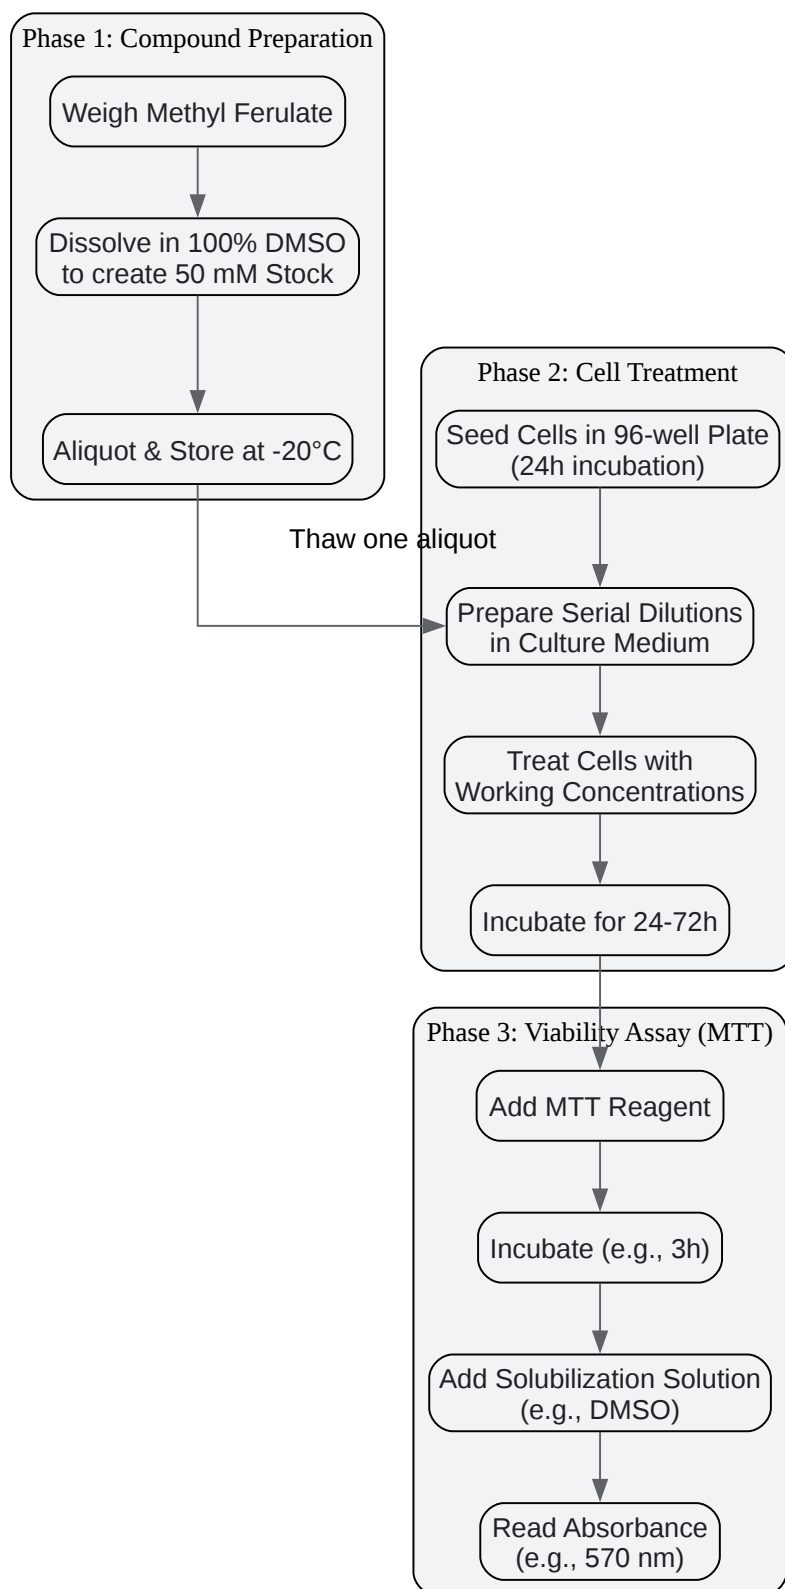 Phase 1: Compound Preparation
Weigh Methyl Ferulate
Dissolve in 100% DMSO
to create 50 mM Stock
Aliquot & Store at -20°C
Thaw one aliquot
Phase 2: Cell Treatment
Seed Cells in 96-well Plate
(24h incubation)
Prepare Serial Dilutions
in Culture Medium
Treat Cells with
Working Concentrations
Incubate for 24-72h
Phase 3: Viability Assay (MTT)
Add MTT Reagent
Incubate (e.g., 3h)
Add Solubilization Solution
(e.g., DMSO)
Read Absorbance
(e.g., 570 nm)